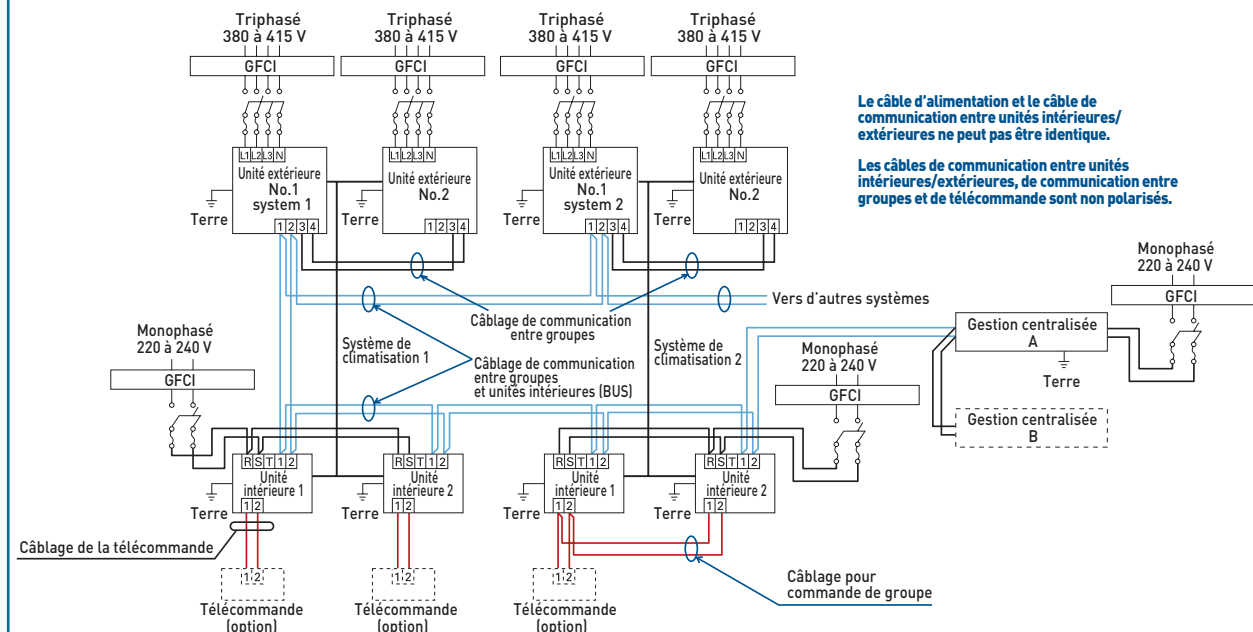 Triphasé
380 à 415 V
Triphasé
380 à 415 V
Triphasé
380 à 415 V
Triphasé
380 à 415 V
GFCI
GFCI
GFCI
GFCI
L1 L2 L3 N
Unité extérieure
No.1
system 1
1 2 3 4
Terre
L1 L2 L3 N
Unité extérieure
No.2
1 2 3 4
Terre
L1 L2 L3 N
Unité extérieure
No.1
system 2
1 2 3 4
Terre
L1 L2 L3 N
Unité extérieure
No.2
1 2 3 4
Terre
Le câble d'alimentation et le câble de
communication entre unités intérieures/
extérieures ne peut pas être identique.
Les câbles de communication entre unités
intérieures/extérieures, de communication entre
groupes et de télécommande sont non polarisés.
Monophasé
220 à 240 V
GFCI
Vers d'autres systèmes
Câblage de communication
entre groupes
Système de
climatisation 1
Câblage de communication
entre groupes
et unités intérieures (BUS)
Système de
climatisation 2
Gestion centralisée
A
Terre
Gestion centralisée
B
Monophasé
220 à 240 V
GFCI
Monophasé
220 à 240 V
GFCI
R S T 1 2
Unité
intérieure 1
1 2
Terre
R S T 1 2
Unité
intérieure 2
1 2
Terre
R S T 1 2
Unité
intérieure 1
1 2
Terre
R S T 1 2
Unité
intérieure 2
1 2
Terre
Câblage de la télécommande
1 2
Télécommande
(option)
1 2
Télécommande
(option)
1 2
Télécommande
(option)
Câblage pour
commande de groupe